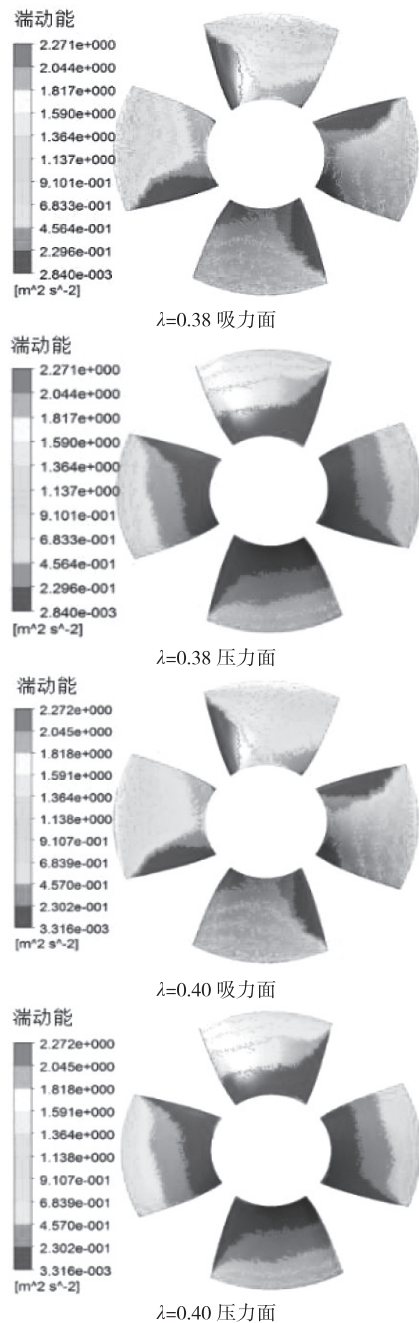 湍动能
2.271e+000
2.044e+000
1.817e+000
1.590e+000
1.364e+000
1.137e+000
9.101e-001
6.833e-001
4.564e-001
2.296e-001
2.840e-003
[m^2 s^-2]
λ=0.38 吸力面
湍动能
2.271e+000
2.044e+000
1.817e+000
1.590e+000
1.364e+000
1.137e+000
9.101e-001
6.833e-001
4.564e-001
2.296e-001
2.840e-003
[m^2 s^-2]
λ=0.38 压力面
湍动能
2.272e+000
2.045e+000
1.818e+000
1.591e+000
1.364e+000
1.138e+000
9.107e-001
6.839e-001
4.570e-001
2.302e-001
3.316e-003
[m^2 s^-2]
λ=0.40 吸力面
湍动能
2.272e+000
2.045e+000
1.818e+000
1.591e+000
1.364e+000
1.138e+000
9.107e-001
6.839e-001
4.570e-001
2.302e-001
3.316e-003
[m^2 s^-2]
λ=0.40 压力面